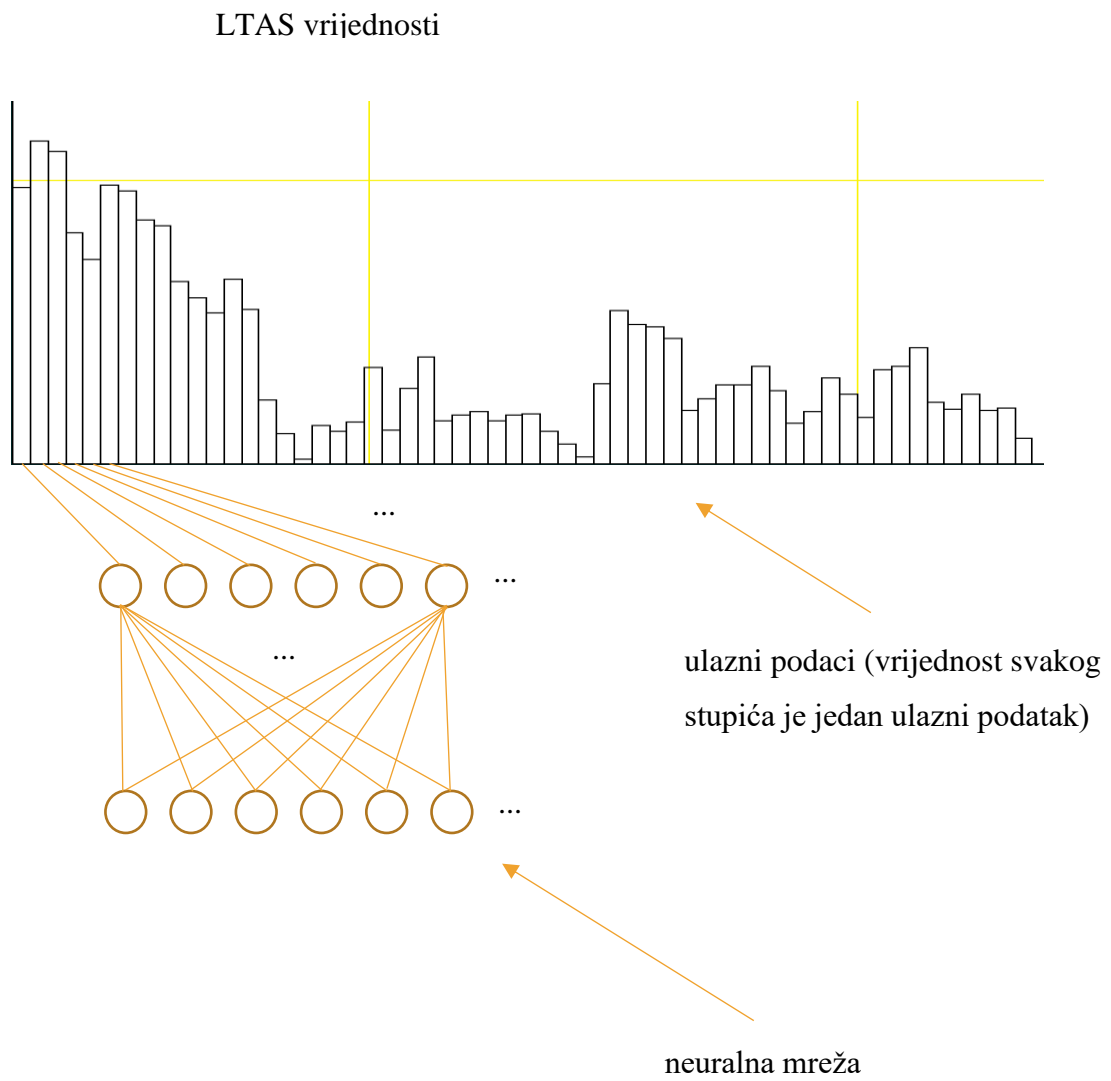 LTAS vrijednosti
...
...
...
ulazni podaci (vrijednost svakog
stupića je jedan ulazni podatak)
...
neuralna mreža